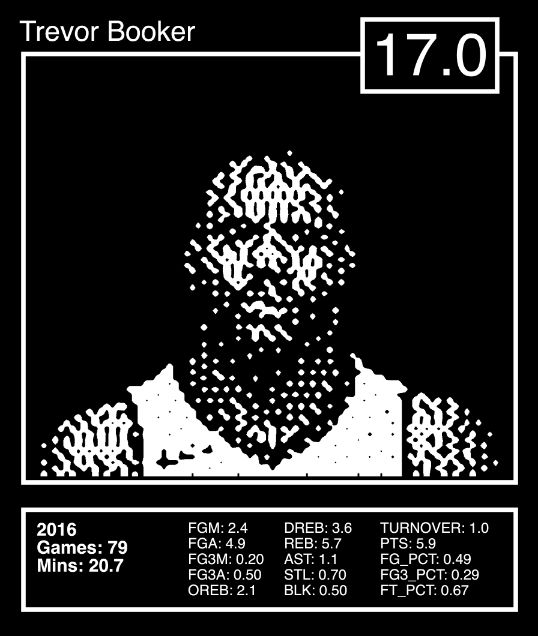 Trevor Booker
17.0
2016
Games: 79
Mins: 20.7
FGM: 2.4
FGA: 4.9
FG3M: 0.20
FG3A: 0.50
OREB: 2.1
DREB: 3.6
REB: 5.7
AST: 1.1
STL: 0.70
BLK: 0.50
TURNOVER: 1.0
PTS: 5.9
FG_PCT: 0.49
FG3_PCT: 0.29
FT_PCT: 0.67